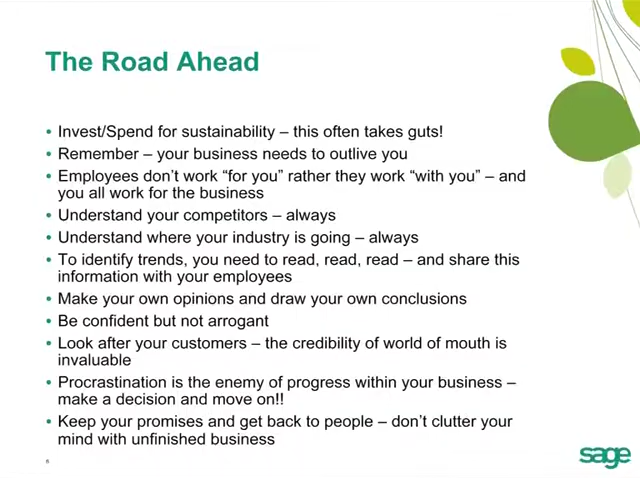 The Road Ahead
• Invest/Spend for sustainability – this often takes guts!
• Remember – your business needs to outlive you
• Employees don’t work “for you” rather they work “with you” – and
you all work for the business
• Understand your competitors – always
• Understand where your industry is going – always
• To identify trends, you need to read, read, read – and share this
information with your employees
• Make your own opinions and draw your own conclusions
• Be confident but not arrogant
• Look after your customers – the credibility of world of mouth is
invaluable
• Procrastination is the enemy of progress within your business –
make a decision and move on!!
• Keep your promises and get back to people – don’t clutter your
mind with unfinished business
sage